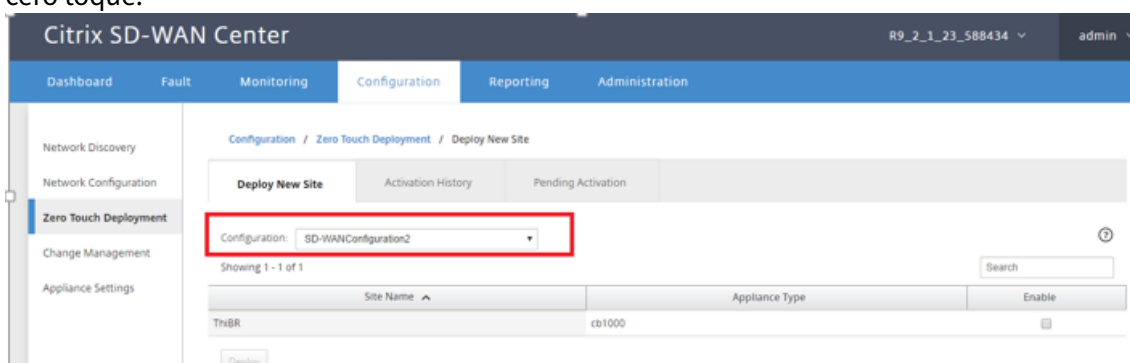 cero toque.
Citrix SD-WAN Center R9_2_1_23_588434 admin
Dashboard Fault Monitoring Configuration Reporting Administration
Configuration / Zero Touch Deployment / Deploy New Site
Network Discovery
Network Configuration
Deploy New Site Activation History Pending Activation
Zero Touch Deployment
Configuration: SD-WANConfiguration2
Change Management
Showing 1 - 1 of 1 Search
Appliance Settings
Site Name Appliance Type Enable
ThiBR cb1000
Deploy